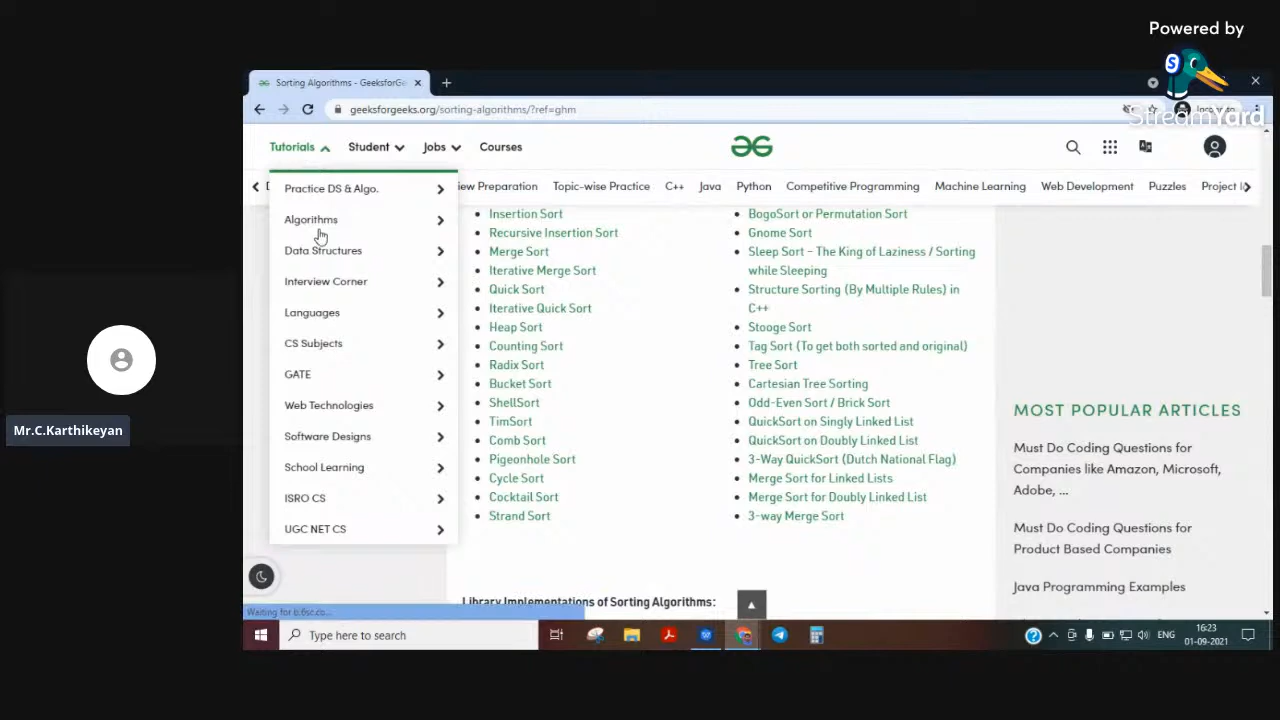 Powered by
StreamYard
Sorting Algorithms - GeeksforGe
geeksforgeeks.org/sorting-algorithms/?ref=ghm
Tutorials
Student
Jobs
Courses
Practice DS & Algo.
Algorithms
Data Structures
Interview Corner
Languages
CS Subjects
GATE
Web Technologies
Software Designs
School Learning
ISRO CS
UGC NET CS
iew Preparation
Topic-wise Practice
C++
Java
Python
Competitive Programming
Machine Learning
Web Development
Puzzles
Project I
Insertion Sort
Recursive Insertion Sort
Merge Sort
Iterative Merge Sort
Quick Sort
Iterative Quick Sort
Heap Sort
Counting Sort
Radix Sort
Bucket Sort
ShellSort
TimSort
Comb Sort
Pigeonhole Sort
Cycle Sort
Cocktail Sort
Strand Sort
BogoSort or Permutation Sort
Gnome Sort
Sleep Sort – The King of Laziness / Sorting
while Sleeping
Structure Sorting (By Multiple Rules) in
C++
Stooge Sort
Tag Sort (To get both sorted and original)
Tree Sort
Cartesian Tree Sorting
Odd-Even Sort / Brick Sort
QuickSort on Singly Linked List
QuickSort on Doubly Linked List
3-Way QuickSort (Dutch National Flag)
Merge Sort for Linked Lists
Merge Sort for Doubly Linked List
3-way Merge Sort
Library Implementations of Sorting Algorithms:
MOST POPULAR ARTICLES
Must Do Coding Questions for
Companies like Amazon, Microsoft,
Adobe, ...
Must Do Coding Questions for
Product Based Companies
Java Programming Examples
Mr.C.Karthikeyan
Waiting for b.6sc.co...
Type here to search
ENG
16:23
01-09-2021